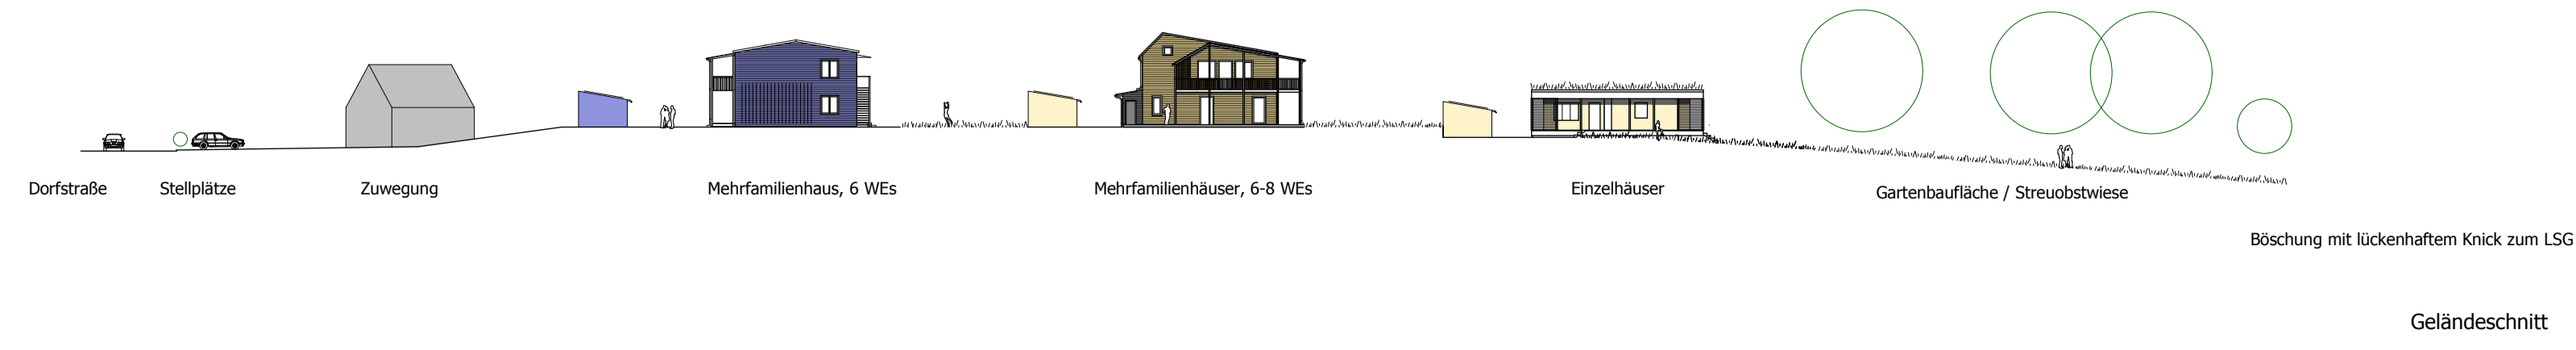 Dorfstraße
Stellplätze
Zuwegung
Mehrfamilienhaus, 6 WEs
Mehrfamilienhäuser, 6-8 WEs
Einzelhäuser
Gartenbaufläche / Streuobstwiese
Böschung mit lückenhaftem Knick zum LSG
Geländeschnitt